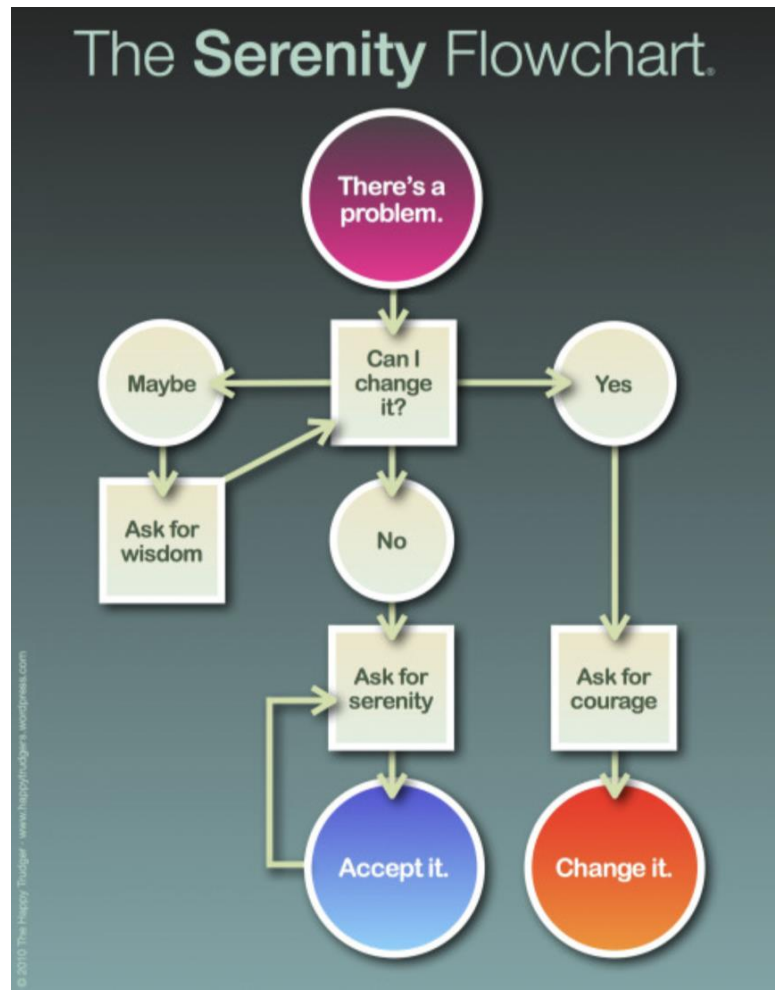 The Serenity Flowchart®
There's a
problem.
Can I
change
it?
Maybe
Yes
Ask for
wisdom
No
Ask for
serenity
Ask for
courage
Accept it.
Change it.
© 2010 The Happy Trudger - www.happytrudgers.wordpress.com